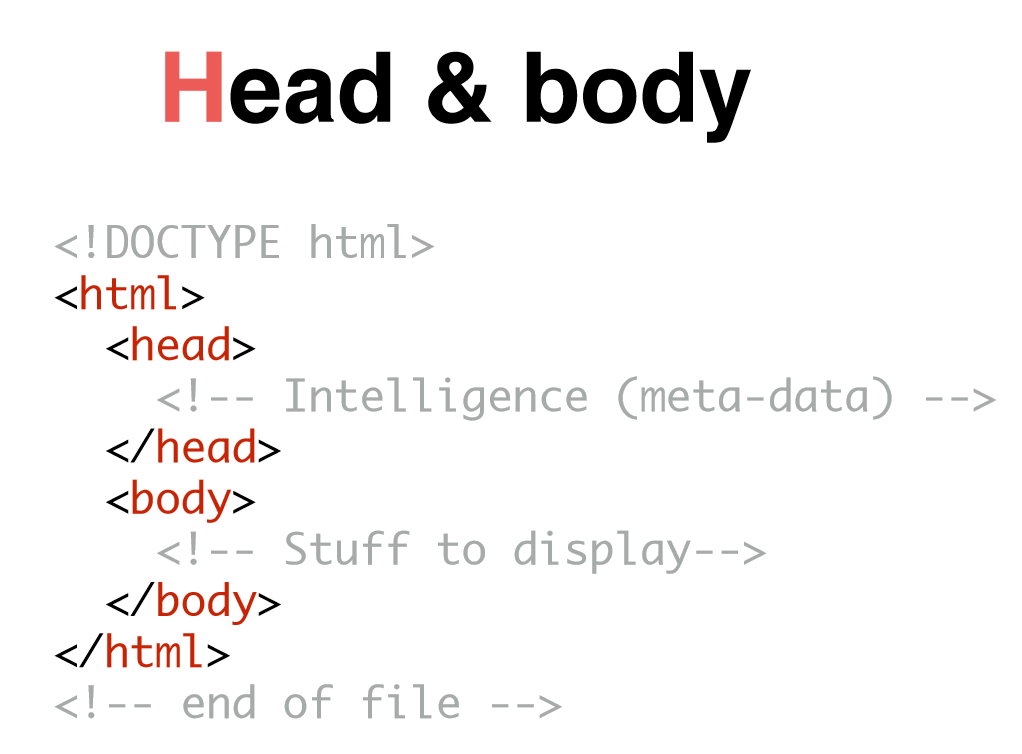 Head & body
<!DOCTYPE html>
<html>
<head>
<!-- Intelligence (meta-data) -->
</head>
<body>
<!-- Stuff to display-->
</body>
</html>
<!-- end of file -->